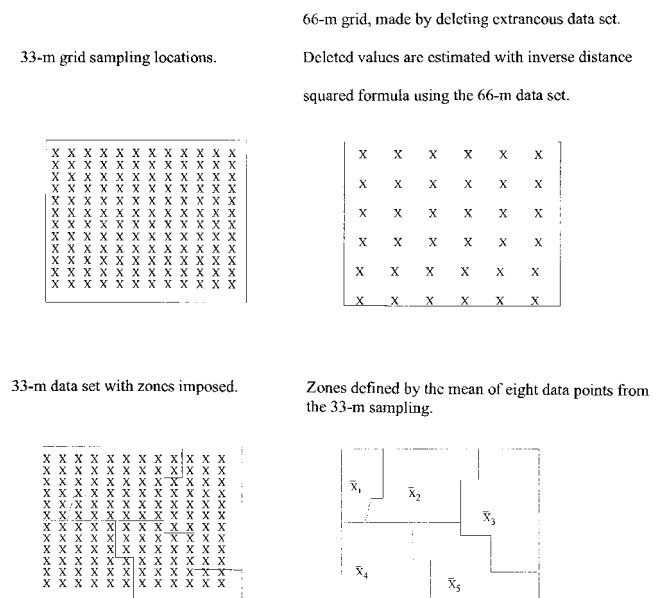 33-m grid sampling locations.
66-m grid, made by deleting extraneous data set.
Deleted values are estimated with inverse distance
squared formula using the 66-m data set.
X X X X X X X X X X X X
X X X X X X X X X X X X
X X X X X X X X X X X X
X X X X X X X X X X X X
X X X X X X X X X X X X
X X X X X X X X X X X X
X X X X X X X X X X X X
X X X X X X X X X X X X
X X X X X X X X X X X X
X X X X X X X X X X X X
X X X X X X X X X X X X
X X X X X X X X X X X X
X X X X X X
X X X X X X
X X X X X X
X X X X X X
X X X X X X
X X X X X X
33-m data set with zones imposed.
Zones defined by the mean of eight data points from
the 33-m sampling.
X X X X X X X X X X X X
X X X X X X X X X X X X
X X X X X X X X X X X X
X X X X X X X X X X X X
X X X X X X X X X X X X
X X X X X X X X X X X X
X X X X X X X X X X X X
X X X X X X X X X X X X
X X X X X X X X X X X X
X X X X X X X X X X X X
X X X X X X X X X X X X
X X X X X X X X X X X X
X̄₁
X̄₂
X̄₃
X̄₄
X̄₅